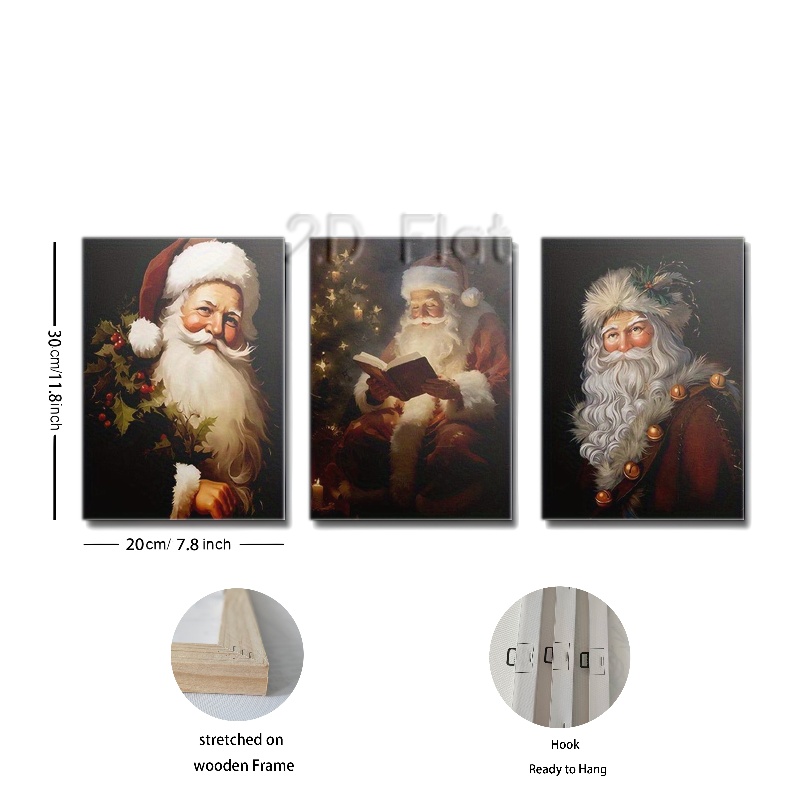 2D Flat
30cm/11.8inch
20cm/ 7.8 inch
stretched on
wooden Frame
Hook
Ready to Hang